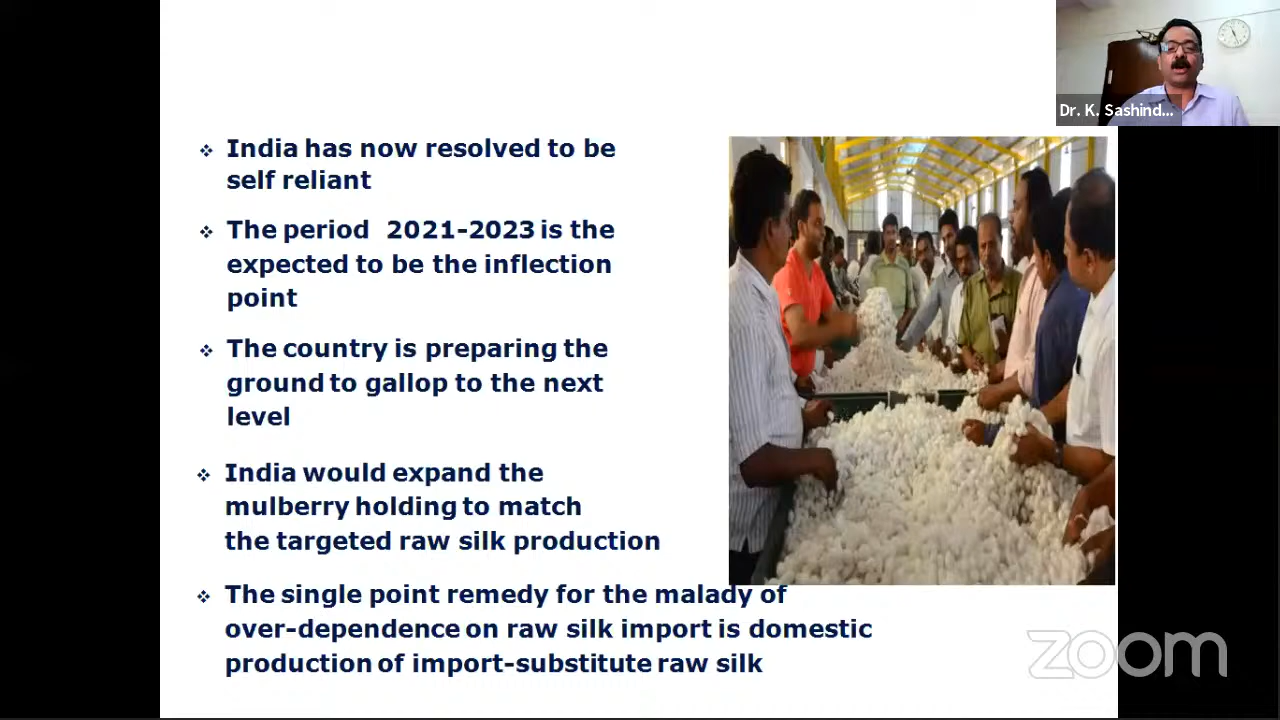 Dr. K. Sashind...
❖ India has now resolved to be
self reliant
❖ The period 2021-2023 is the
expected to be the inflection
point
❖ The country is preparing the
ground to gallop to the next
level
❖ India would expand the
mulberry holding to match
the targeted raw silk production
❖ The single point remedy for the malady of
over-dependence on raw silk import is domestic
production of import-substitute raw silk
zoom